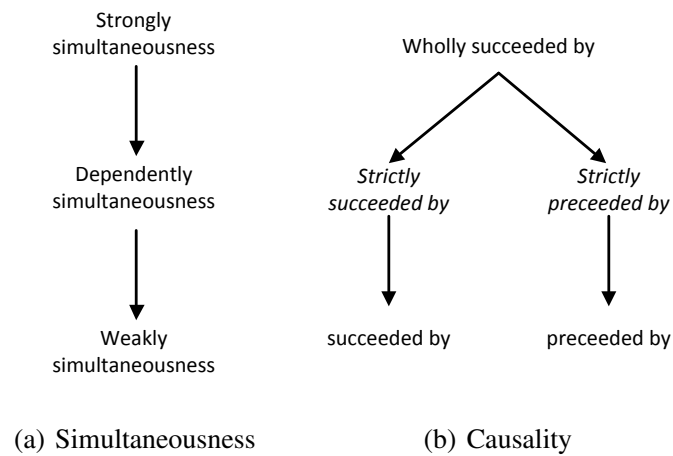 Strongly
simultaneousness
Dependently
simultaneousness
Weakly
simultaneousness
(a) Simultaneousness
Wholly succeeded by
Strictly
succeeded by
Strictly
preceeded by
succeeded by
preceeded by
(b) Causality